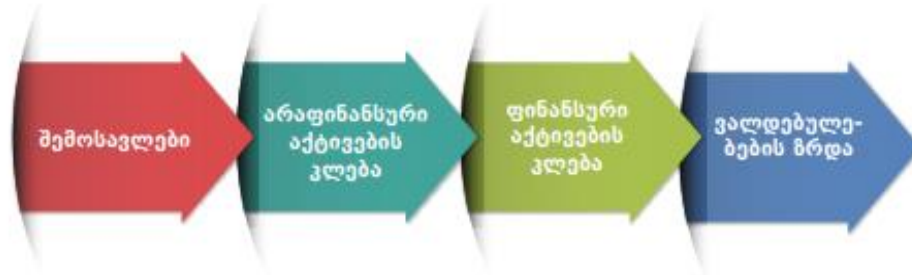 შემოსავლები
არაფინანსური
აქტივების
კლება
ფინანსური
აქტივების
კლება
ვალდებულე-
ბების ზრდა